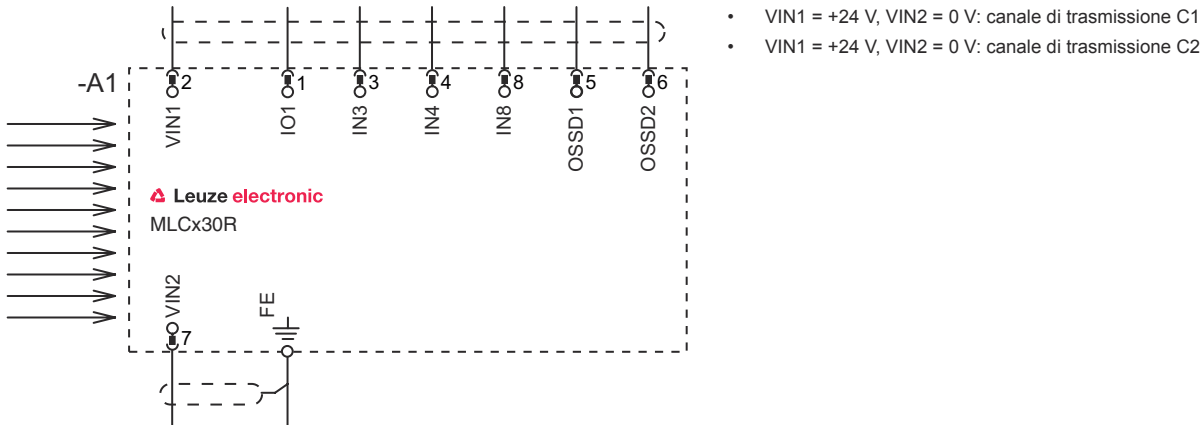 • VIN1 = +24 V, VIN2 = 0 V: canale di trasmissione C1
• VIN1 = +24 V, VIN2 = 0 V: canale di trasmissione C2
-A1
2 1 3 4 8 5 6
VIN1 IO1 IN3 IN4 IN8 OSSD1 OSSD2
Leuze electronic
MLCx30R
VIN2 FE
7